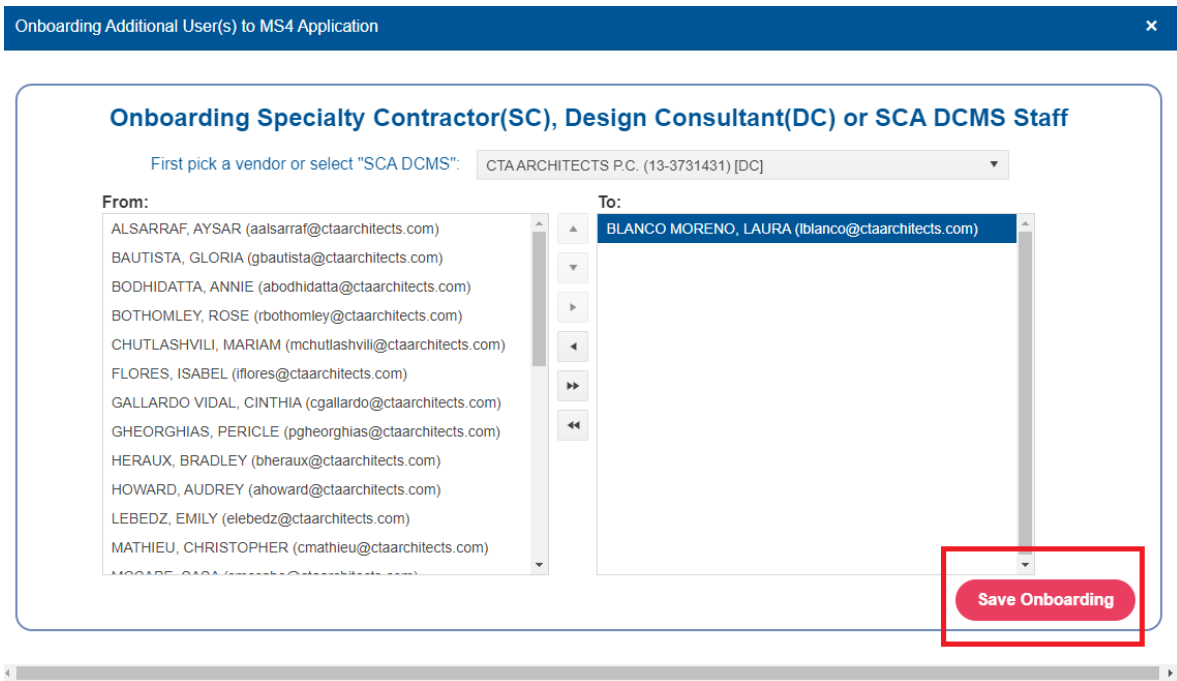 Onboarding Additional User(s) to MS4 Application
×
Onboarding Specialty Contractor(SC), Design Consultant(DC) or SCA DCMS Staff
First pick a vendor or select "SCA DCMS":
CTA ARCHITECTS P.C. (13-3731431) [DC]
From:
ALSARRAF, AYSAR (aalsarraf@ctaarchitects.com)
BAUTISTA, GLORIA (gbautista@ctaarchitects.com)
BODHIDATTA, ANNIE (abodhidatta@ctaarchitects.com)
BOTHOMLEY, ROSE (rbothomley@ctaarchitects.com)
CHUTLASHVILI, MARIAM (mchutlashvili@ctaarchitects.com)
FLORES, ISABEL (iflores@ctaarchitects.com)
GALLARDO VIDAL, CINTHIA (cgallardo@ctaarchitects.com)
GHEORGHIAS, PERICLE (pgheorghias@ctaarchitects.com)
HERAUX, BRADLEY (bheraux@ctaarchitects.com)
HOWARD, AUDREY (ahoward@ctaarchitects.com)
LEBEDZ, EMILY (elebedz@ctaarchitects.com)
MATHIEU, CHRISTOPHER (cmathieu@ctaarchitects.com)
To:
BLANCO MORENO, LAURA (lblanco@ctaarchitects.com)
Save Onboarding